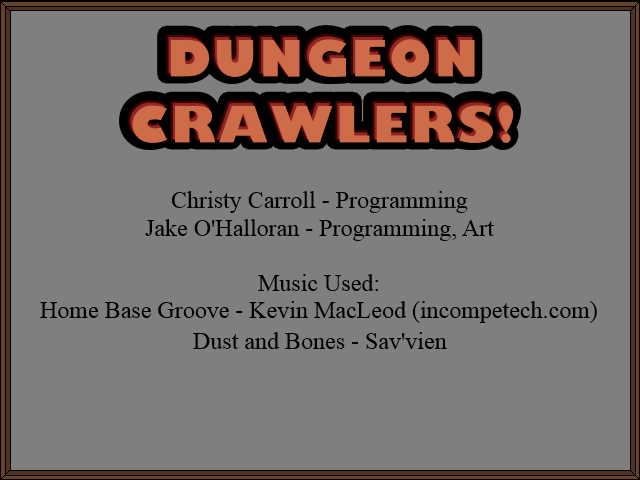 DUNGEON
CRAWLERS!
Christy Carroll - Programming
Jake O'Halloran - Programming, Art
Music Used:
Home Base Groove - Kevin MacLeod (incompetech.com)
Dust and Bones - Sav'vien